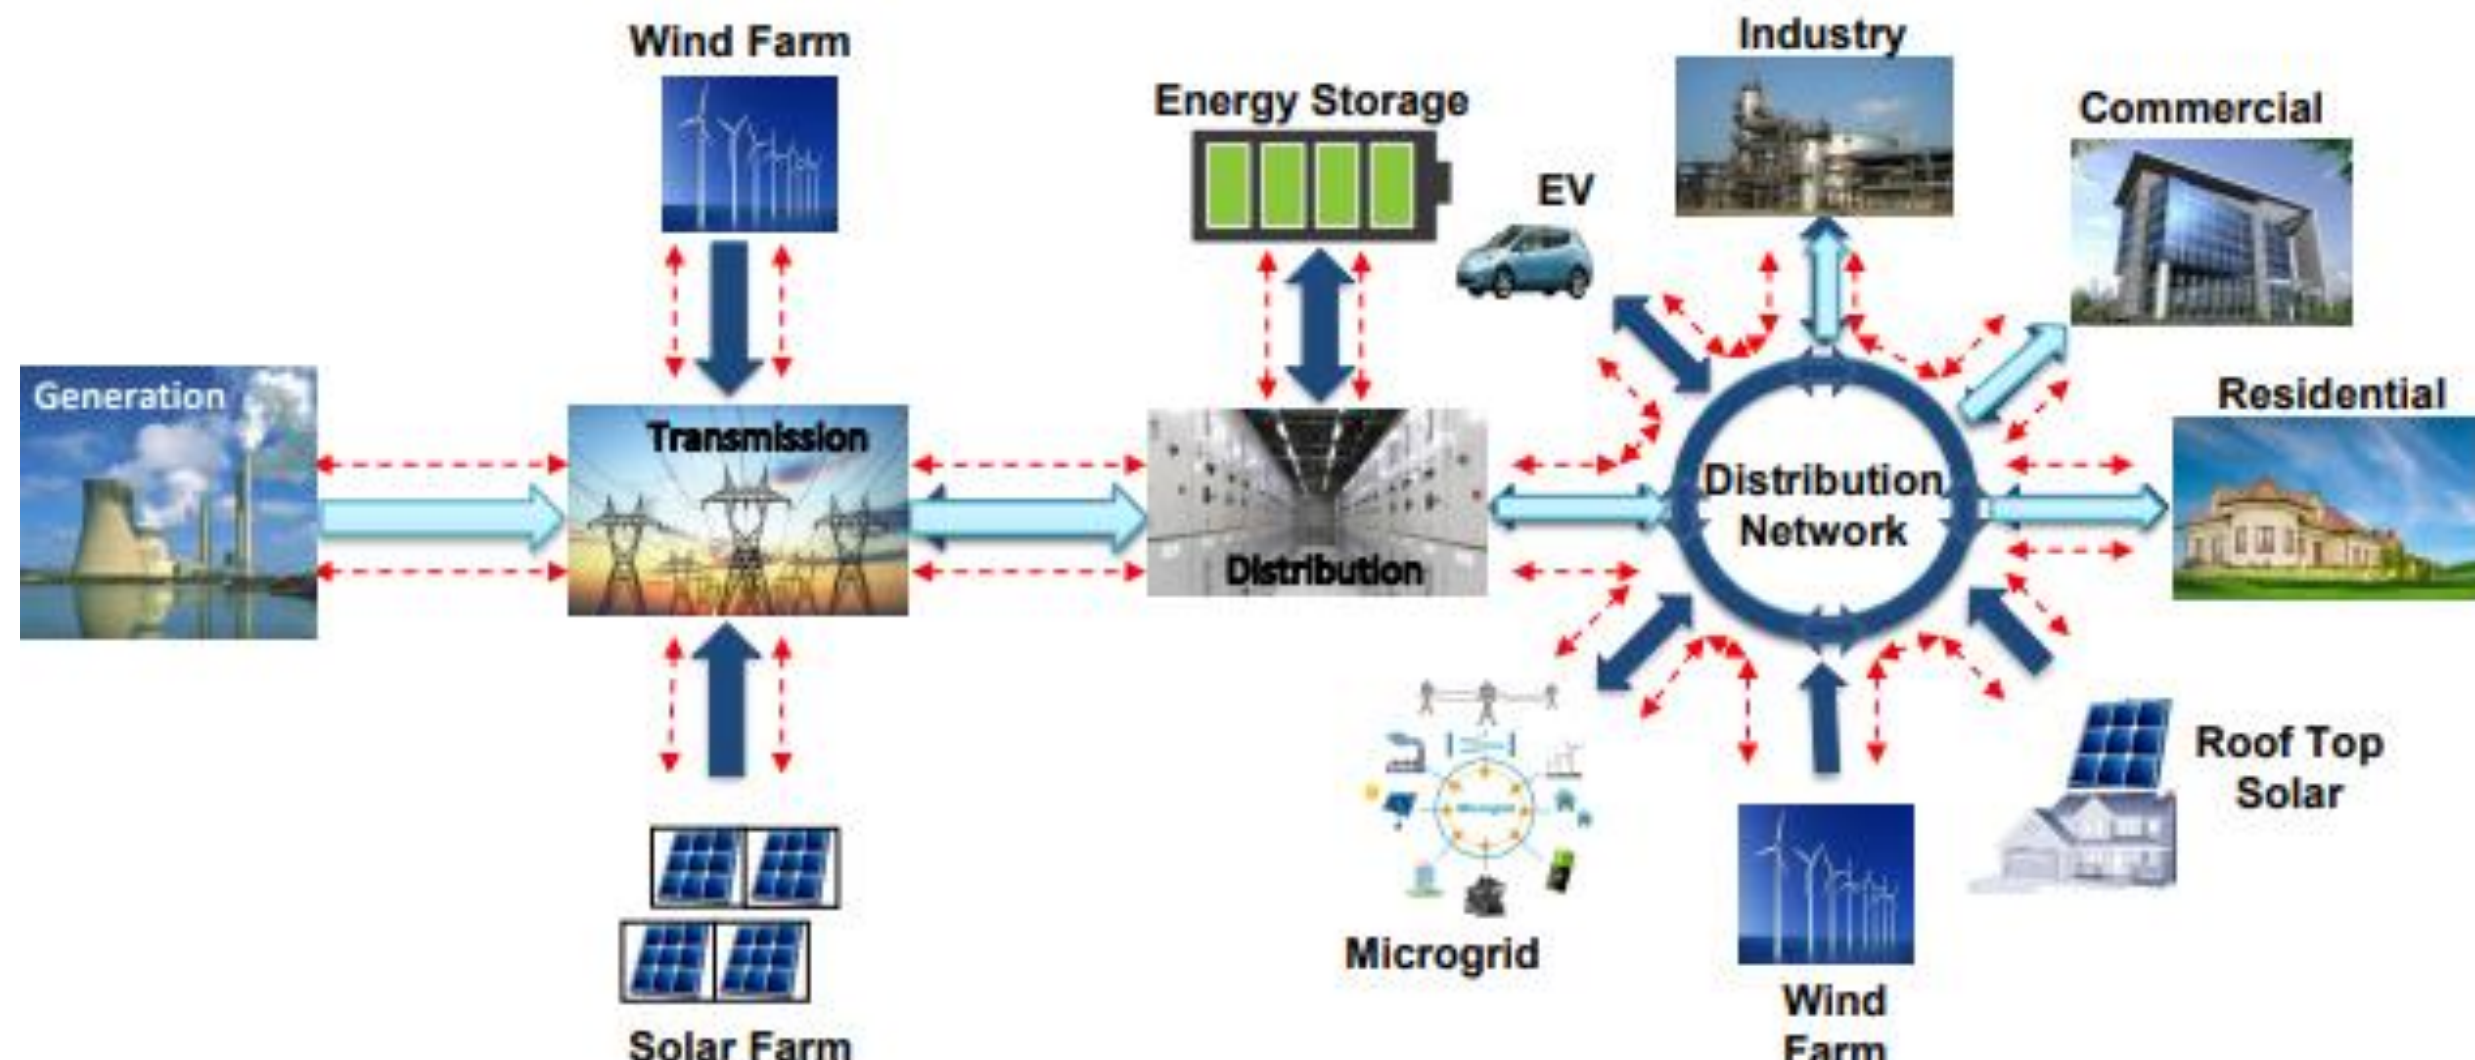 Wind Farm
Industry
Energy Storage
Commercial
EV
Generation
Residential
Transmission
Distribution
Network
Distribution
Roof Top
Solar
Microgrid
Microgrid
Wind
Farm
Solar Farm